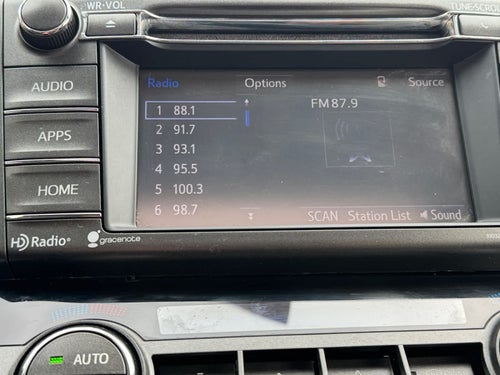 PWR•VOL
TUNE/SCROLL
AUDIO
APPS
HOME
HD Radio®
gracenote
Radio Options Source
1 88.1
2 91.7
3 93.1
4 95.5
5 100.3
6 98.7
FM 87.9
SCAN Station List Sound
AUTO